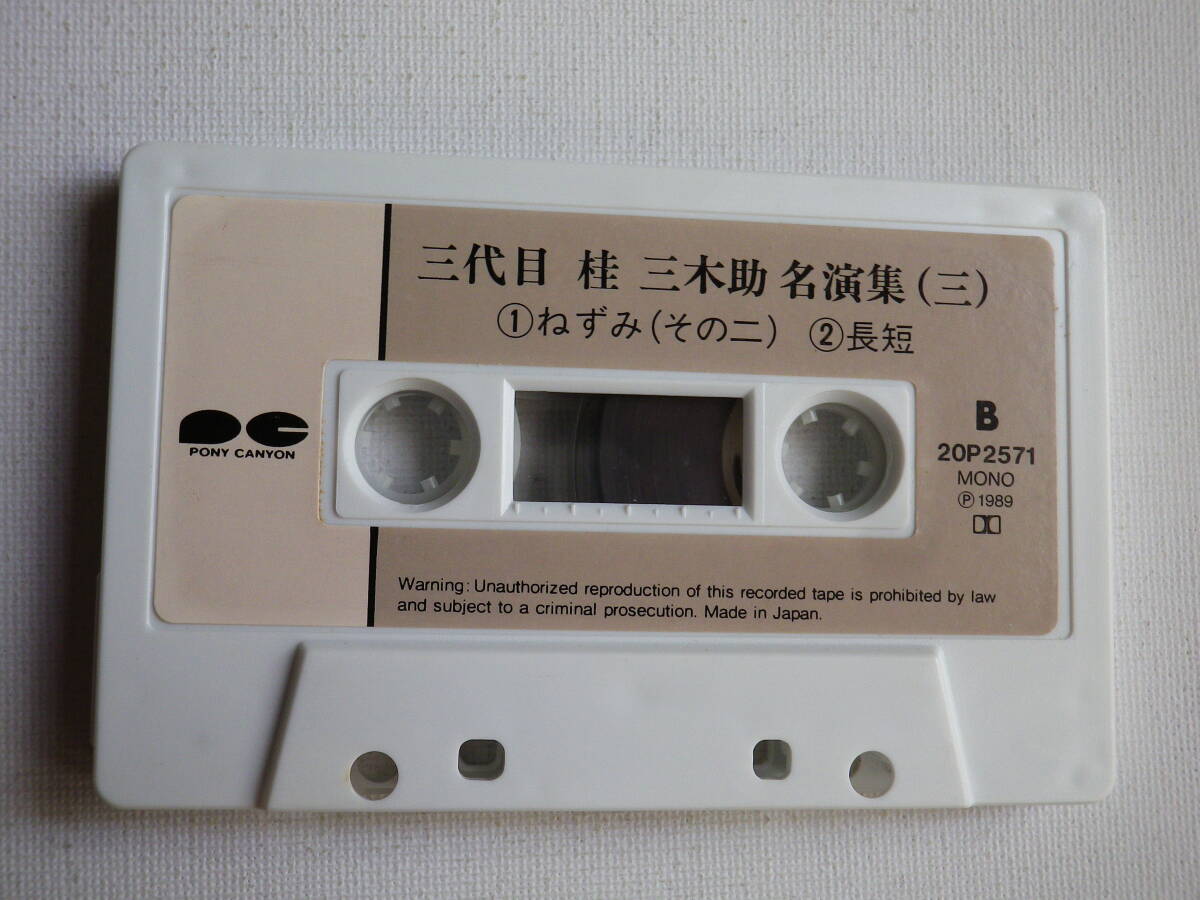 三代目 桂 三木助 名演集(三)
①ねずみ(その二) ②長短
PONY CANYON
B
20P2571
MONO
Ⓟ1989
Warning: Unauthorized reproduction of this recorded tape is prohibited by law
and subject to a criminal prosecution. Made in Japan.